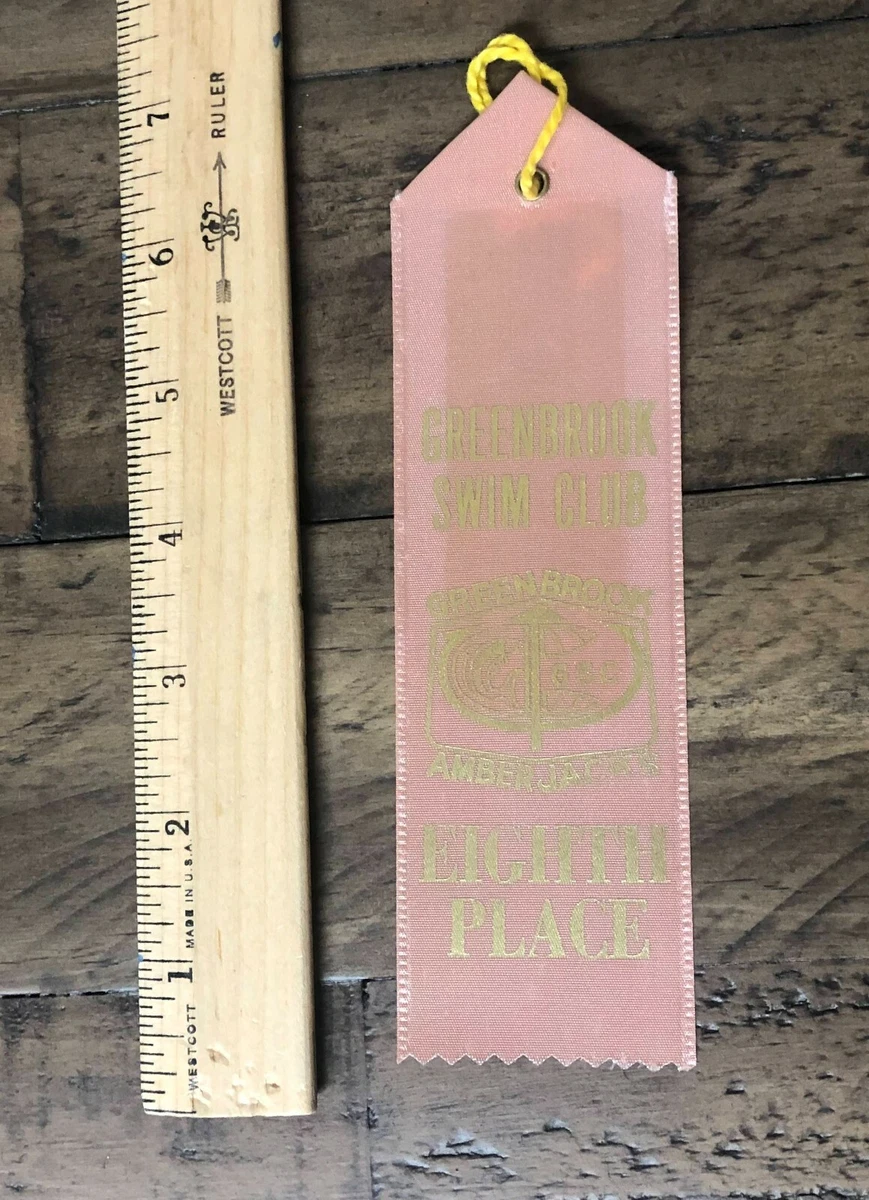 7
RULER
6
WESTCOTT
5
4
3
2
MADE IN U.S.A.
1
WESTCOTT
GREENBROOK
SWIM CLUB
GREENBROOK
AMBERJACKS
EIGHTH
PLACE